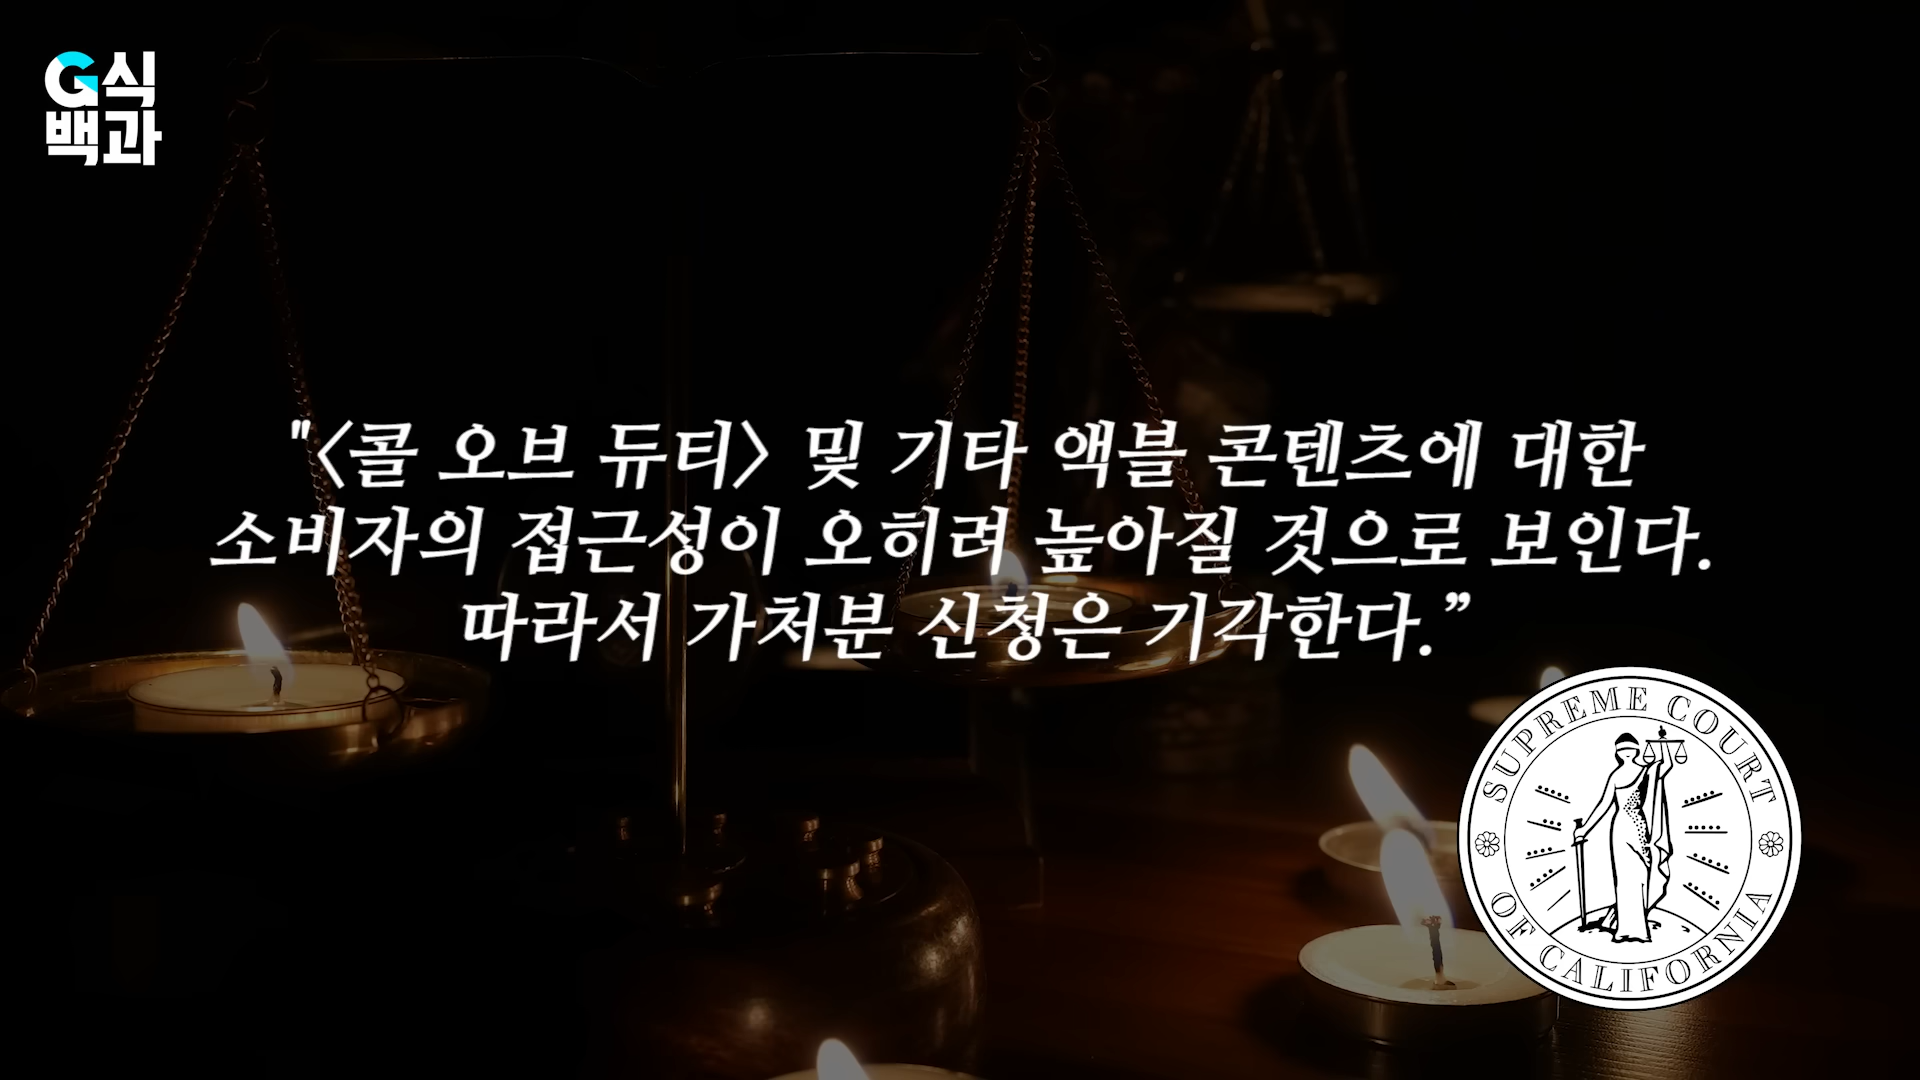 G식
백과
"<콜 오브 듀티> 및 기타 액블 콘텐츠에 대한
소비자의 접근성이 오히려 높아질 것으로 보인다.
따라서 가처분 신청은 기각한다.”
SUPREME COURT
OF CALIFORNIA